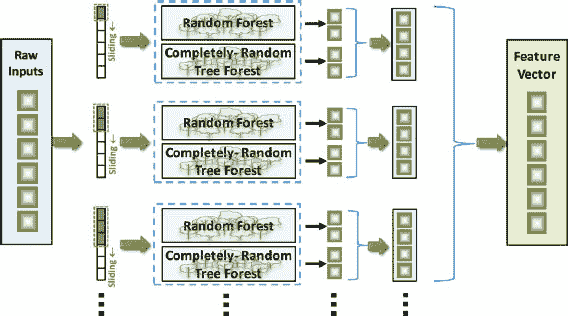 Raw
Inputs
Sliding
Random Forest
Completely- Random
Tree Forest
Sliding
Random Forest
Completely- Random
Tree Forest
Sliding
Random Forest
Completely- Random
Tree Forest
Feature
Vector